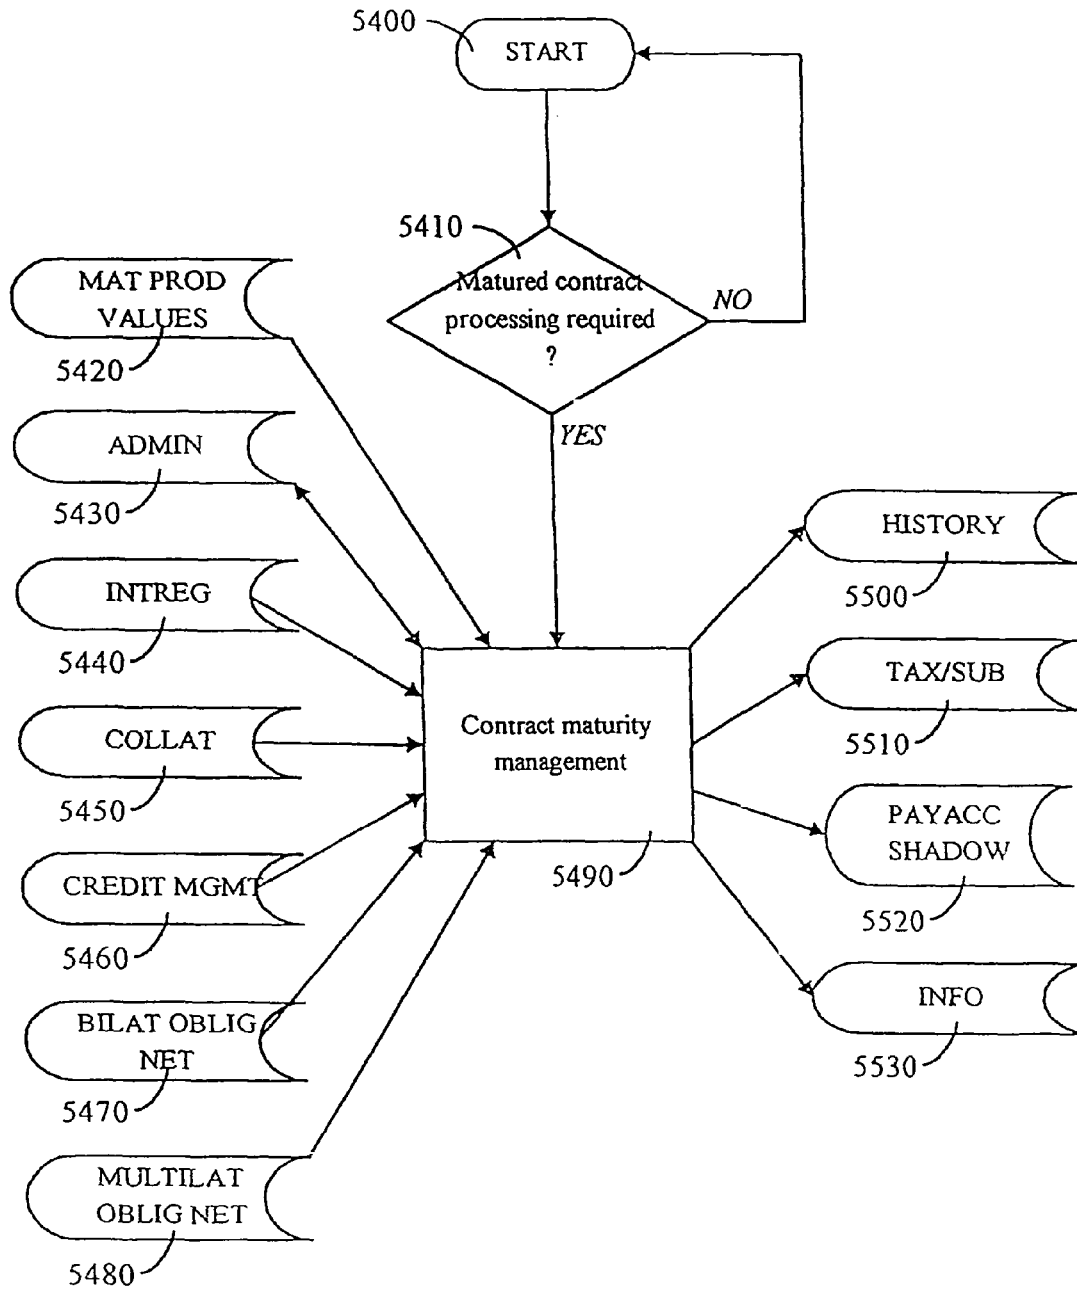 5400
START
5410
Matured contract
processing required
?
NO
YES
MAT PROD
VALUES
5420
ADMIN
5430
INTREG
5440
COLLAT
5450
CREDIT MGMT
5460
BILAT OBLIG
NET
5470
MULTILAT
OBLIG NET
5480
Contract maturity
management
5490
HISTORY
5500
TAX/SUB
5510
PAYACC
SHADOW
5520
INFO
5530